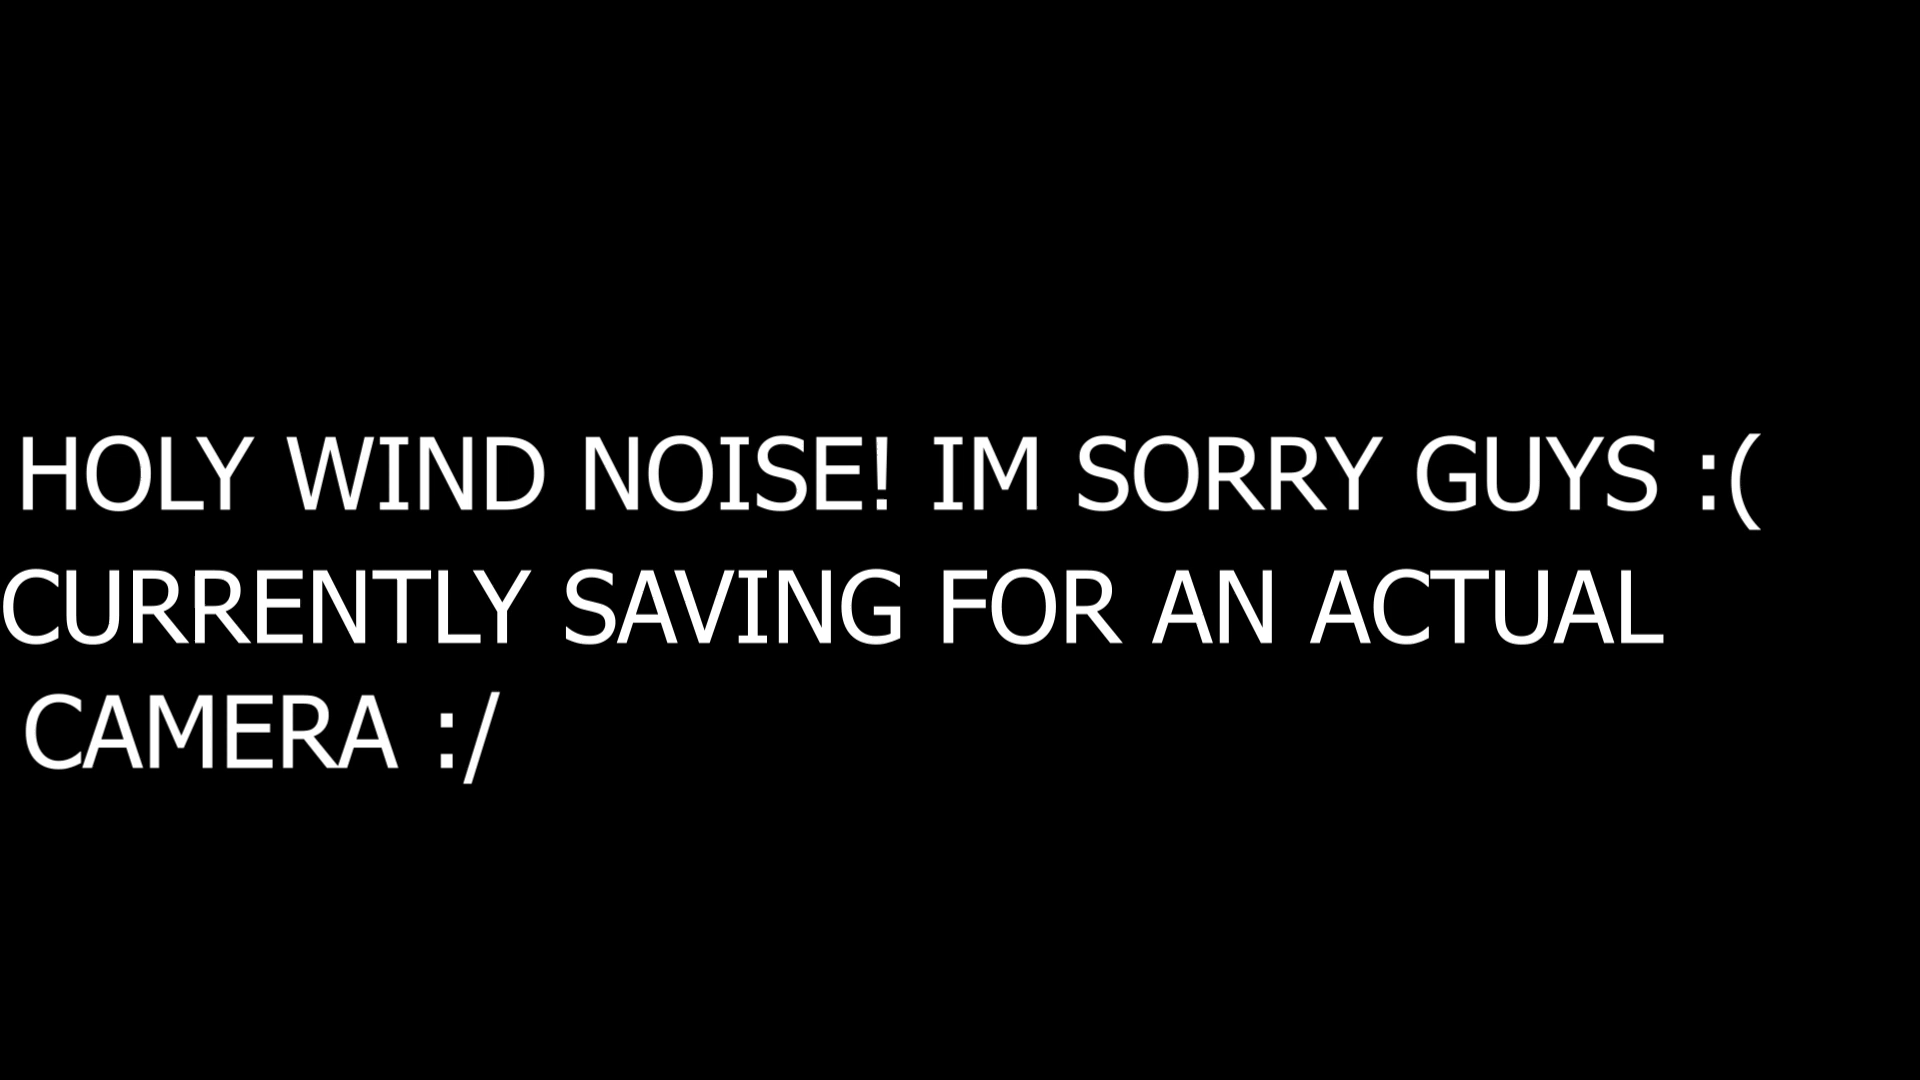 HOLY WIND NOISE! IM SORRY GUYS :(
CURRENTLY SAVING FOR AN ACTUAL
CAMERA :/